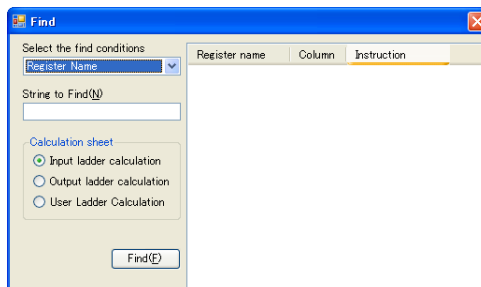 Find
Select the find conditions
Register Name
String to Find(N)
Calculation sheet
Input ladder calculation
Output ladder calculation
User Ladder Calculation
Find(F)
Register name Column Instruction